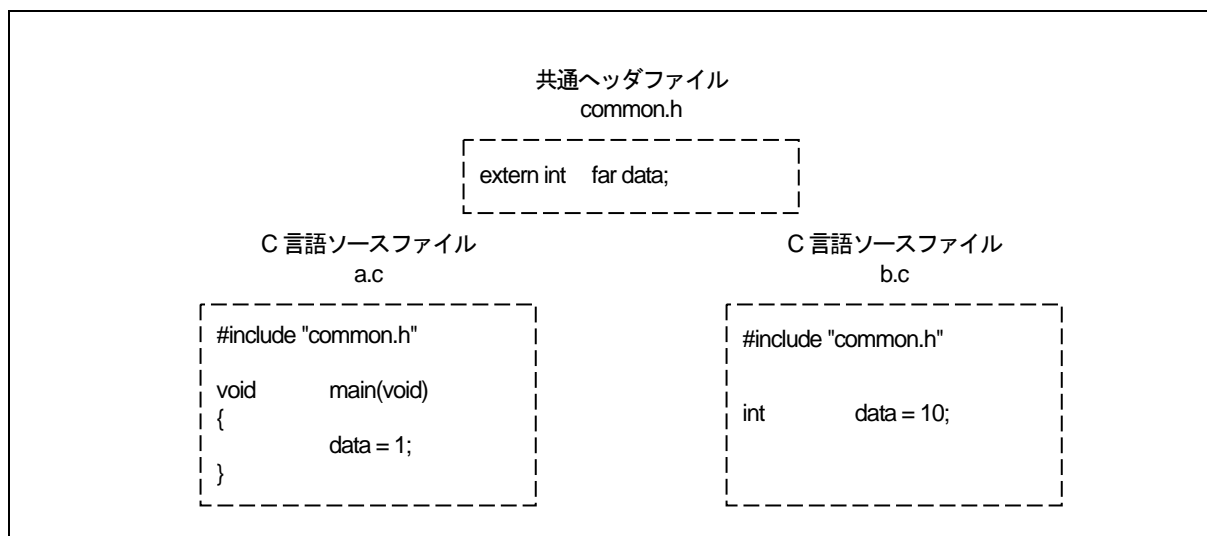 共通ヘッダファイル
common.h
extern int far data;
C 言語ソースファイル
a.c
#include "common.h"
void main(void)
{
data = 1;
}
C 言語ソースファイル
b.c
#include "common.h"
int data = 10;